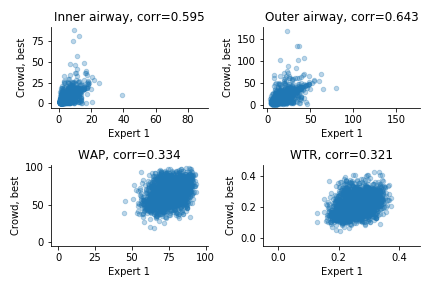 Inner airway, corr=0.595
Outer airway, corr=0.643
Crowd, best
75
50
25
0
0 20 40 60 80
Expert 1
Crowd, best
150
100
50
0
0 50 100 150
Expert 1
WAP, corr=0.334
WTR, corr=0.321
Crowd, best
100
50
0
0 25 50 75 100
Expert 1
Crowd, best
0.4
0.2
0.0
0.0 0.2 0.4
Expert 1